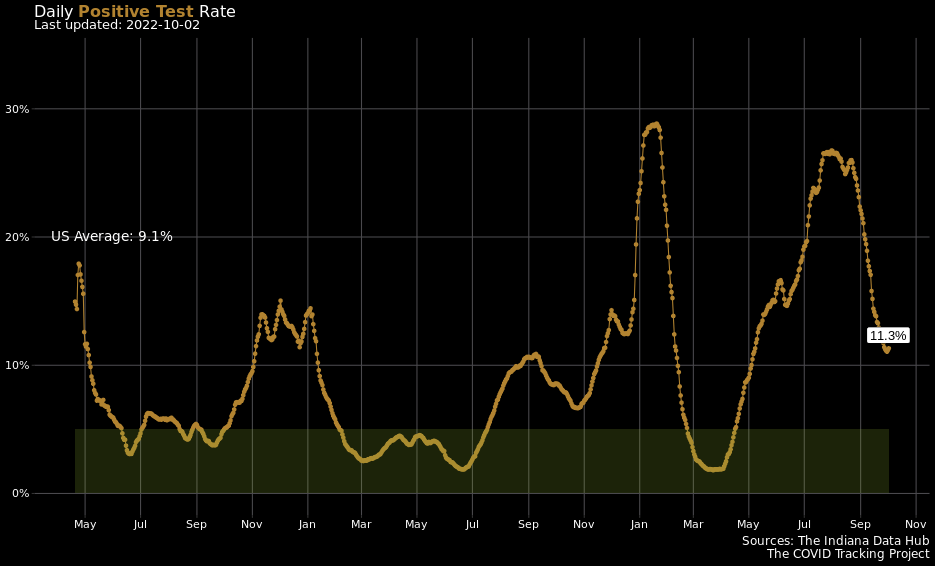 Daily Positive Test Rate
Last updated: 2022-10-02
30%
20%
US Average: 9.1%
11.3%
10%
0%
May Jul Sep Nov Jan Mar May Jul Sep Nov Jan Mar May Jul Sep Nov
Sources: The Indiana Data Hub
The COVID Tracking Project